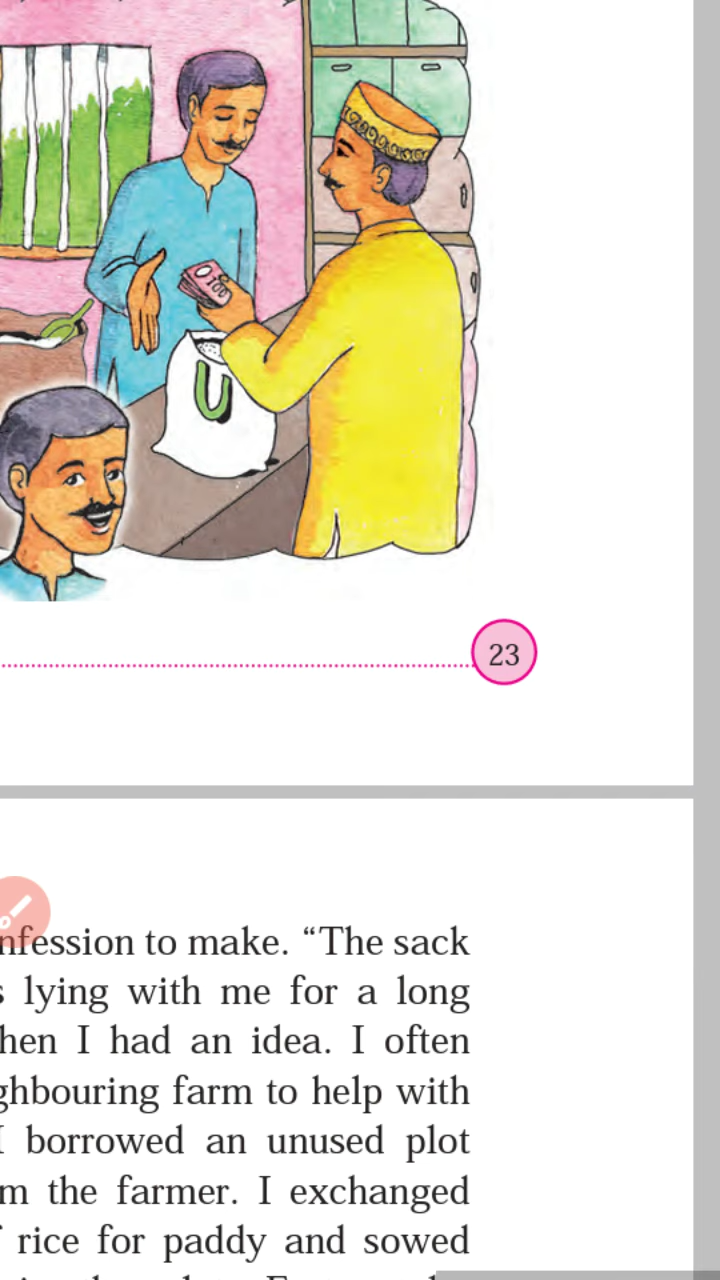 100
U
23
nfession to make. “The sack
s lying with me for a long
hen I had an idea. I often
ghbouring farm to help with
I borrowed an unused plot
m the farmer. I exchanged
f rice for paddy and sowed